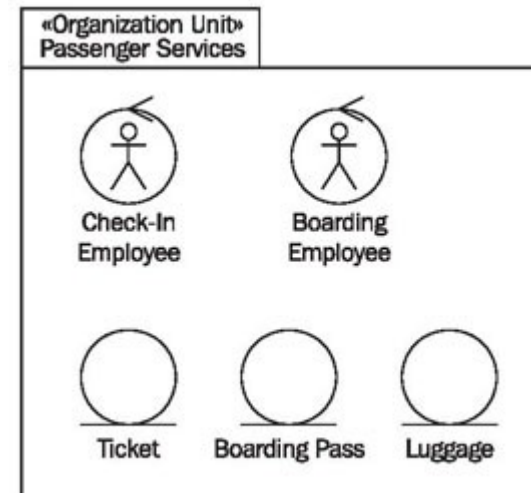 «Organization Unit»
Passenger Services
Check-In
Employee
Boarding
Employee
Ticket
Boarding Pass
Luggage